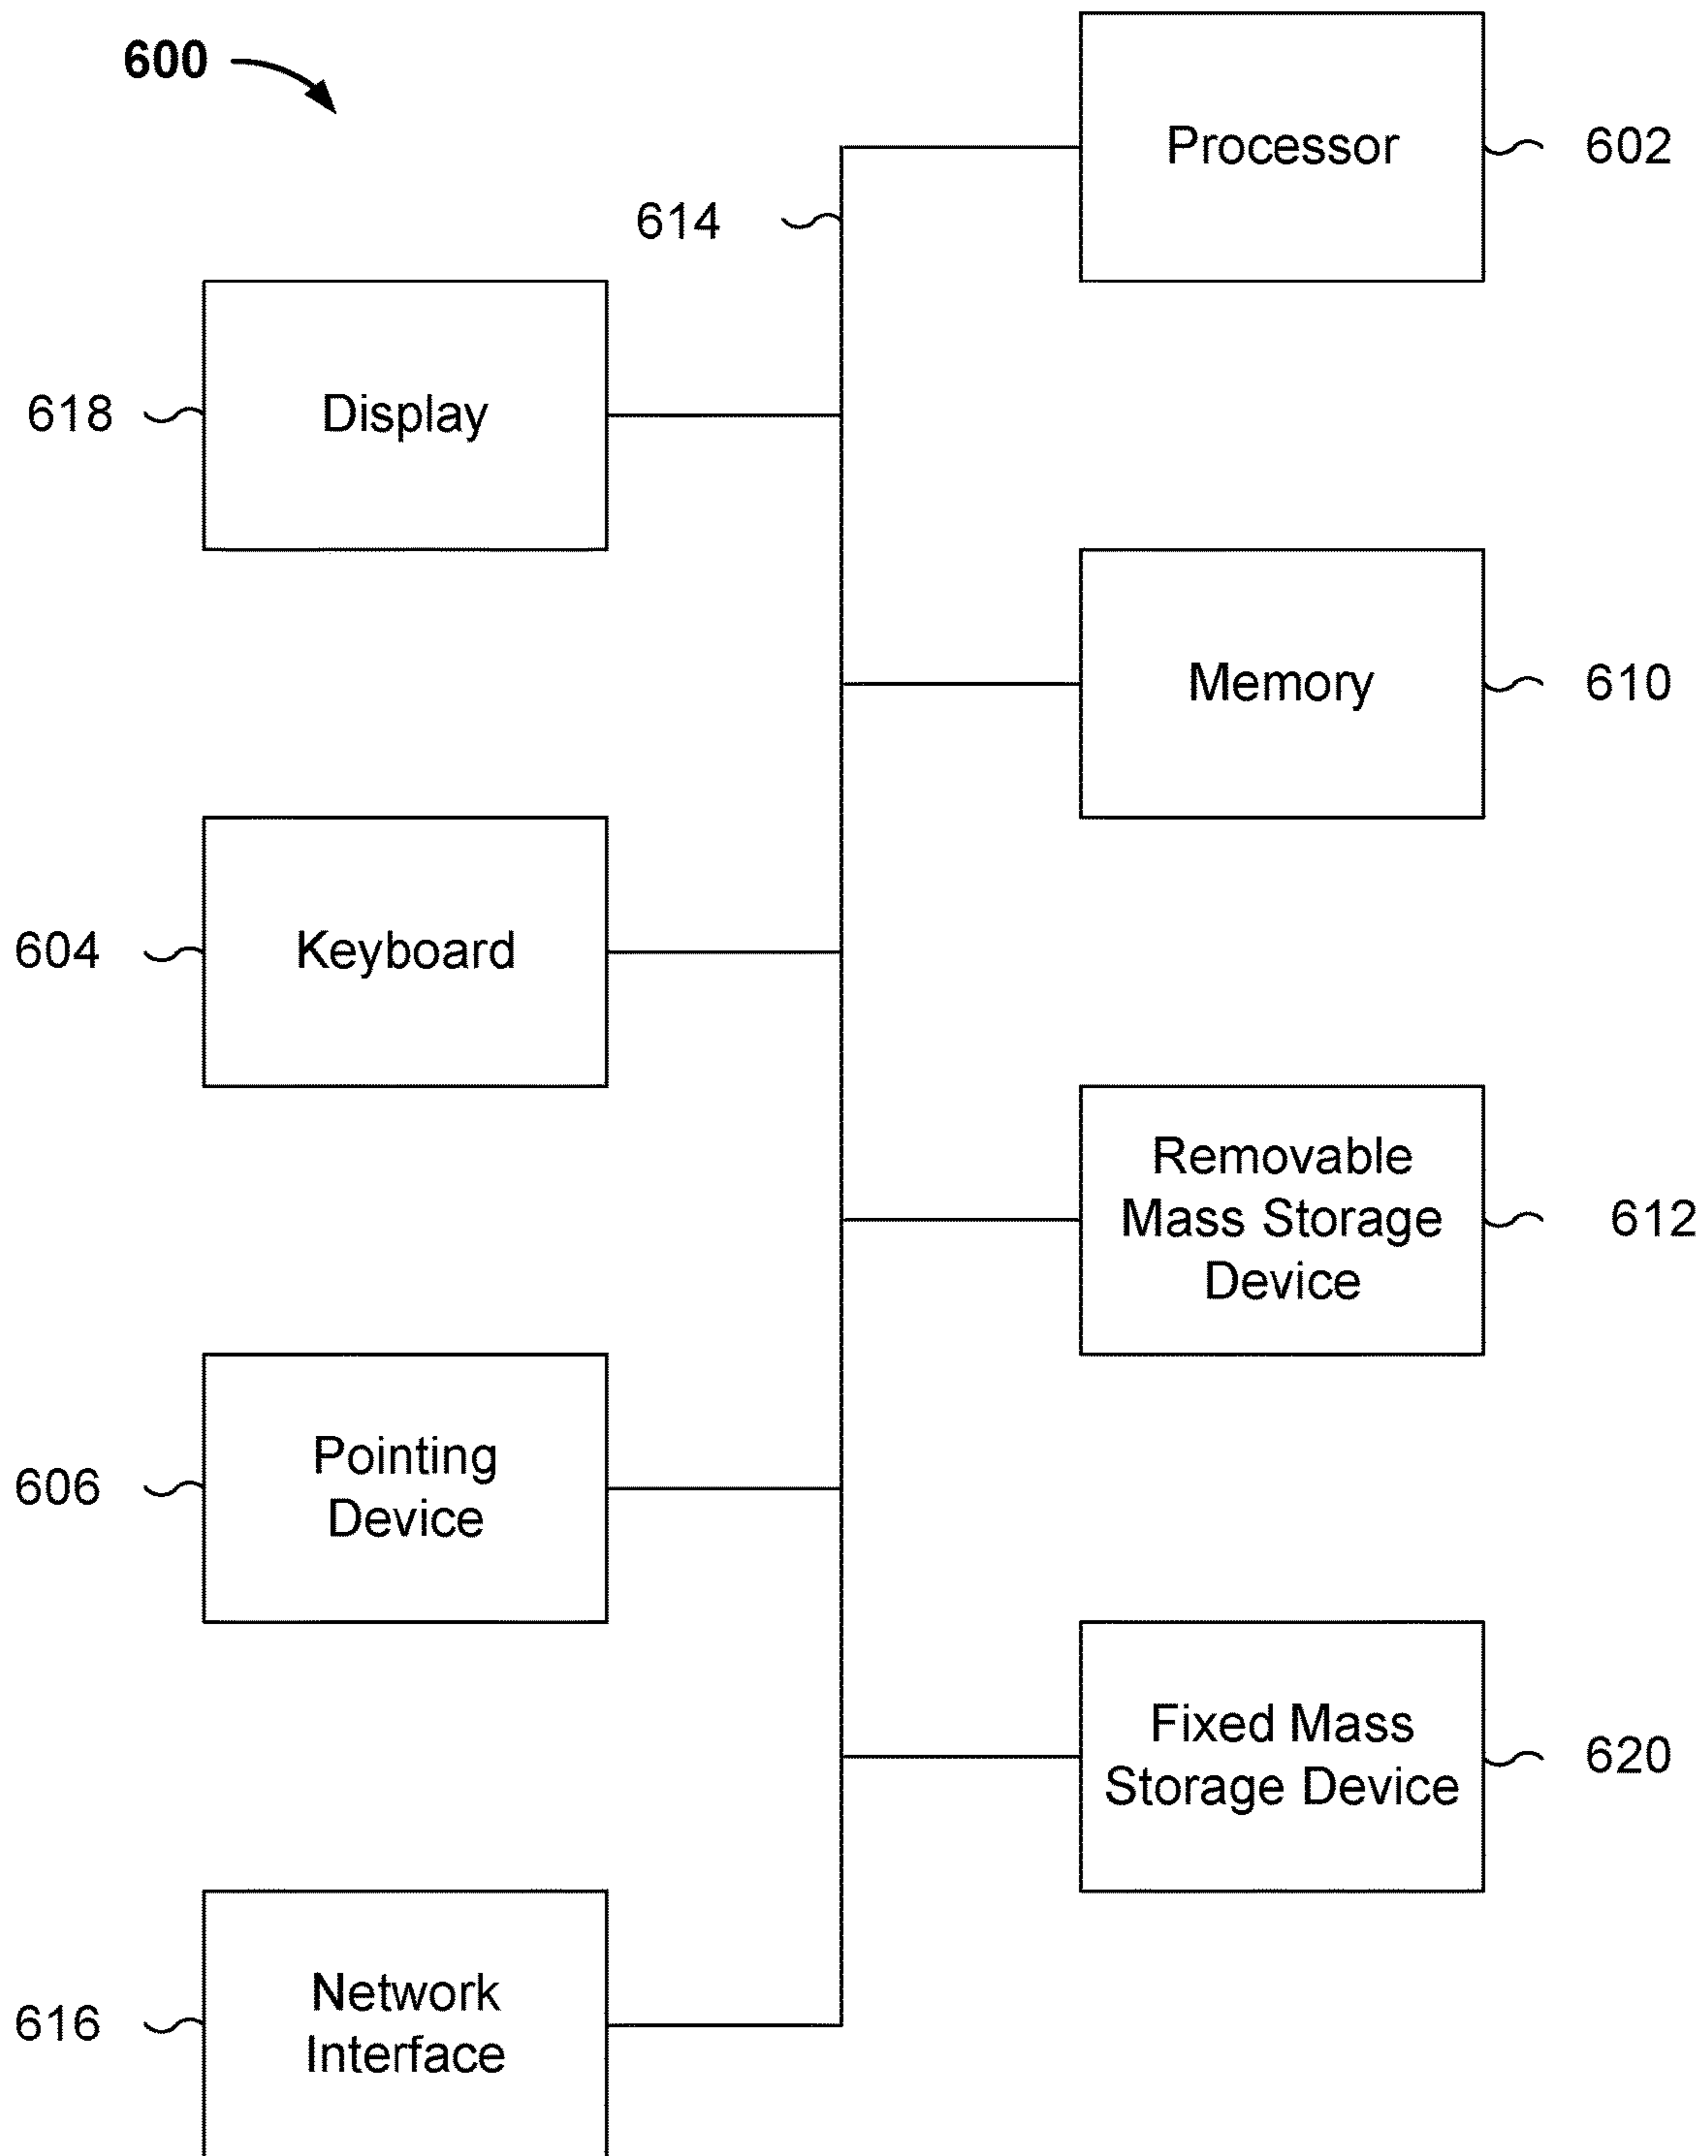 600
Processor
602
614
618
Display
Memory
610
604
Keyboard
Removable
Mass Storage
Device
612
606
Pointing
Device
Fixed Mass
Storage Device
620
616
Network
Interface